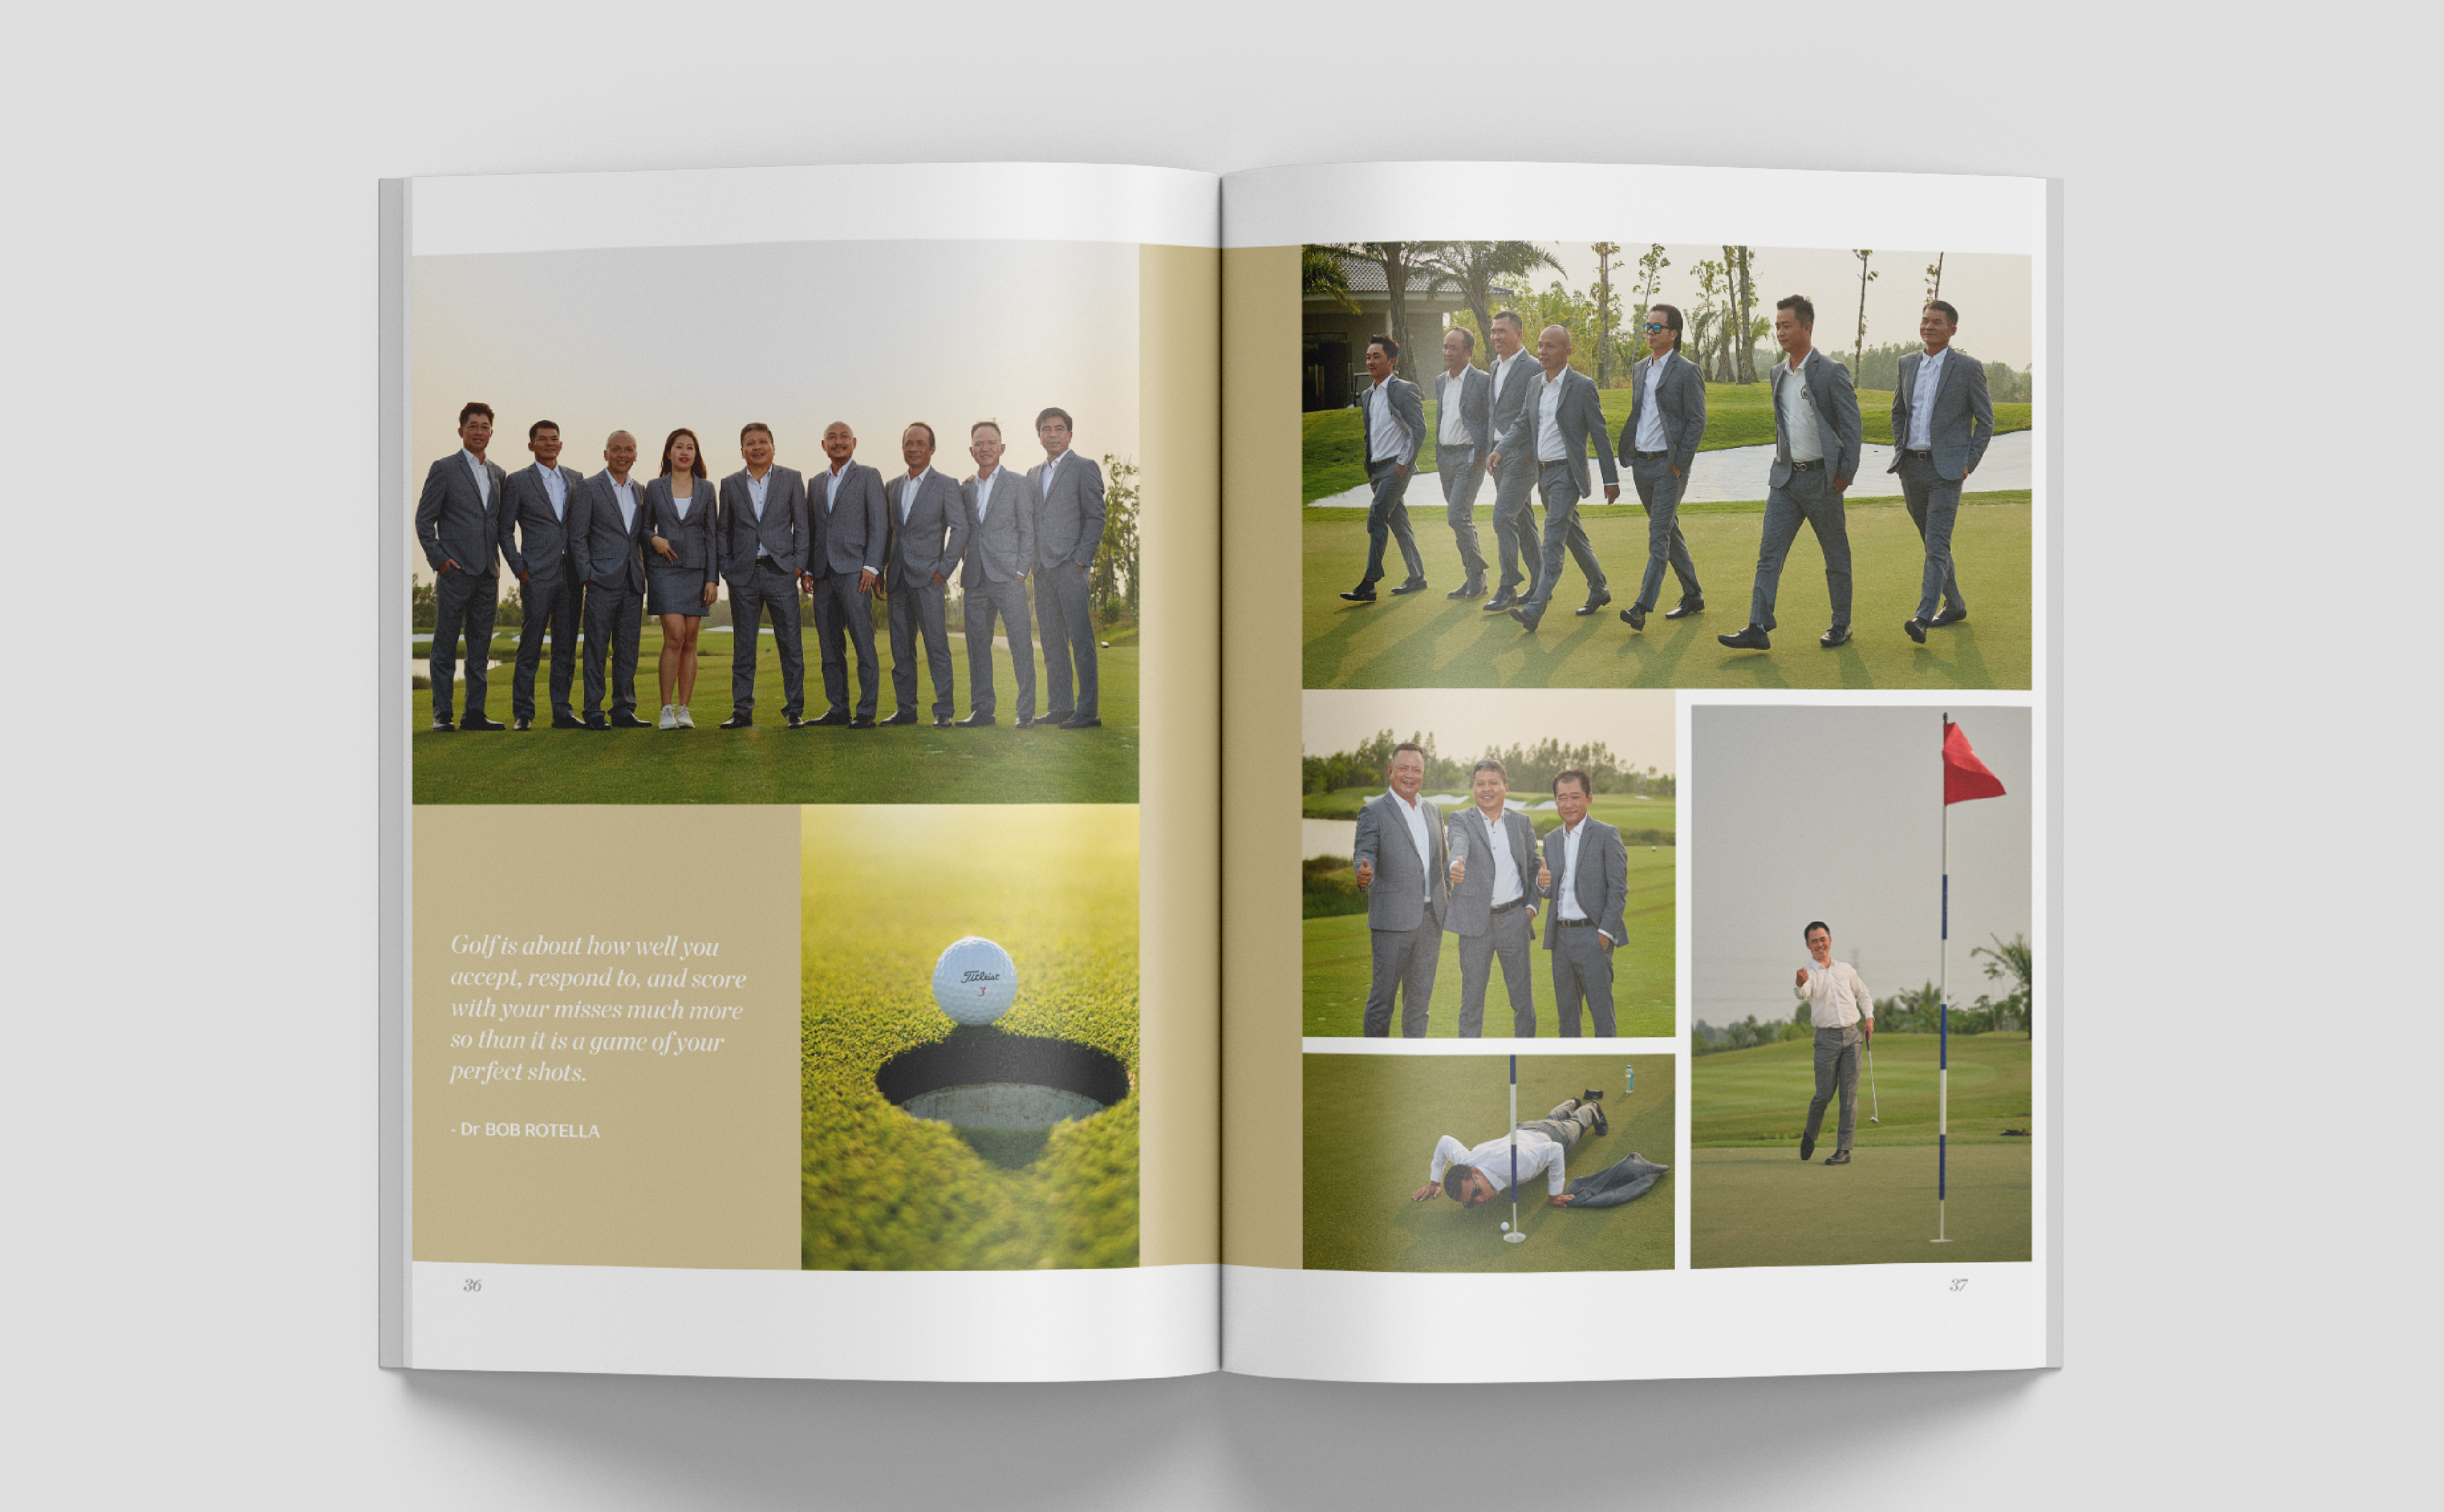 Golf is about how well you
accept, respond to, and score
with your misses much more
so than it is a game of your
perfect shots.
- Dr BOB ROTELLA
Titleist
3
36
37